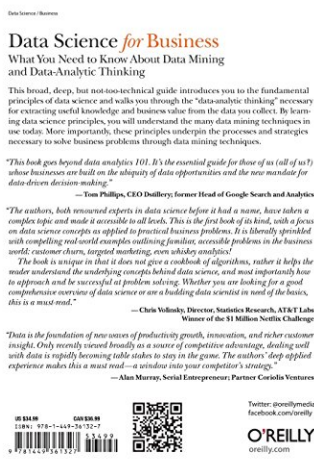 Data Science / Business
Data Science for Business
What You Need to Know About Data Mining
and Data-Analytic Thinking
This broad, deep, but not-too-technical guide introduces you to the fundamental
principles of data science and walks you through the “data-analytic thinking” necessary
for extracting useful knowledge and business value from the data you collect. By learn-
ing data science principles, you will understand the many data mining techniques in
use today. More importantly, these principles underpin the processes and strategies
necessary to solve business problems through data mining techniques.
“This book goes beyond data analytics 101. It’s the essential guide for those of us (all of us?)
whose businesses are built on the ubiquity of data opportunities and the new mandate for
data-driven decision-making.”
—Tom Phillips, CEO Dstillery; former Head of Google Search and Analytics
“The authors, both renowned experts in data science before it had a name, have taken a
complex topic and made it accessible to all levels. This is the first book of its kind, with a focus
on data science concepts as applied to practical business problems. It is liberally sprinkled
with compelling real-world examples outlining familiar, accessible problems in the business
world: customer churn, targeted marketing, even whiskey analytics!
The book is unique in that it does not give a cookbook of algorithms, rather it helps the
reader understand the underlying concepts behind data science, and most importantly how
to approach and be successful at problem solving. Whether you are looking for a good
comprehensive overview of data science or are a budding data scientist in need of the basics,
this is a must-read.”
— Chris Volinsky, Director, Statistics Research, AT&T Labs
Winner of the $1 Million Netflix Challenge
“Data is the foundation of new waves of productivity growth, innovation, and richer customer
insight. Only recently viewed broadly as a source of competitive advantage, dealing well
with data is rapidly becoming table stakes to stay in the game. The authors’ deep applied
experience makes this a must read—a window into your competitor’s strategy.”
— Alan Murray, Serial Entrepreneur; Partner Coriolis Ventures
Twitter: @oreillymedia
facebook.com/oreilly
US $34.99 CAN $36.99
ISBN: 978-1-449-36132-7
53499
9 781449 361327
O'REILLY
oreilly.com